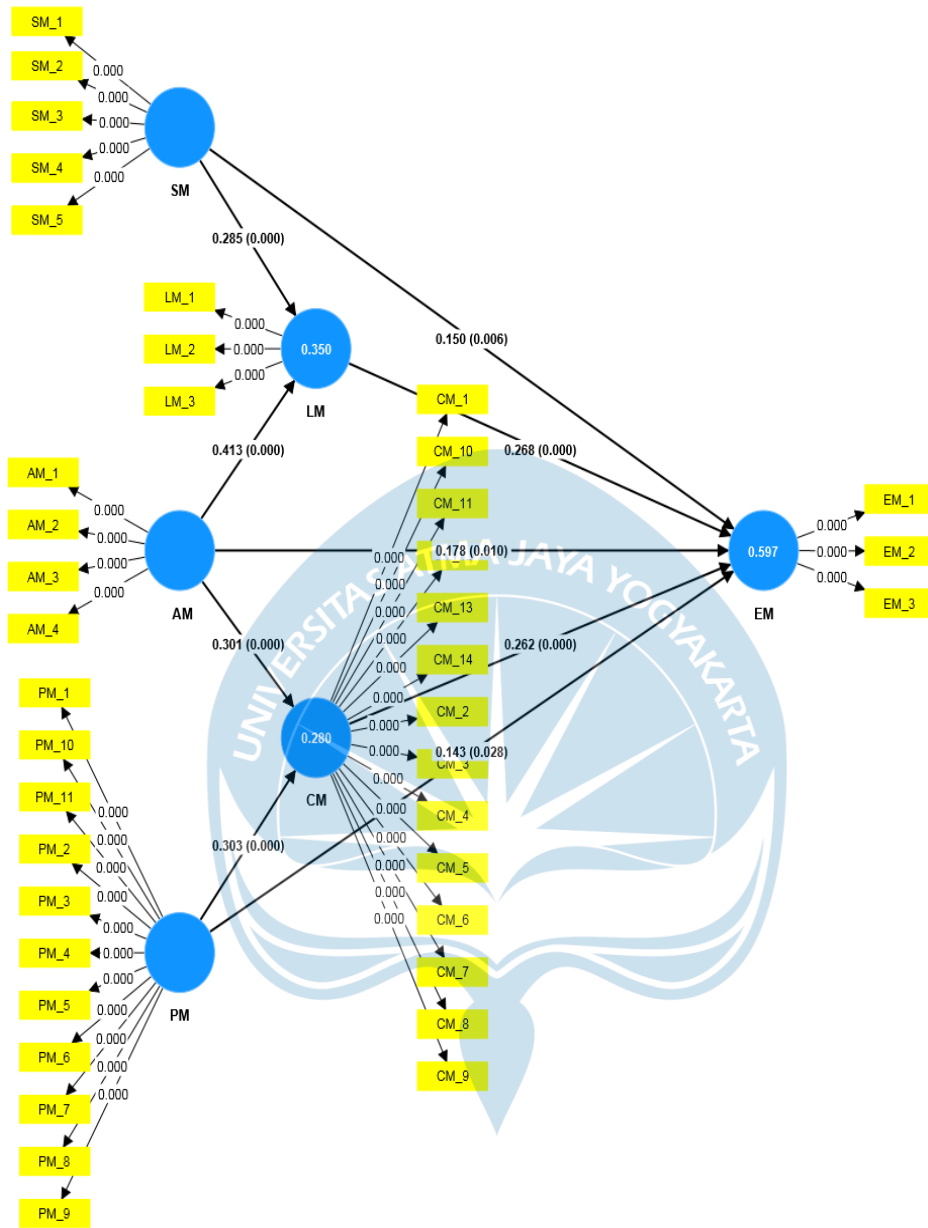 SM_1
SM_2
SM_3
SM_4
SM_5
0.000
0.000
0.000
0.000
0.000
SM
0.285 (0.000)
0.150 (0.006)
LM_1
LM_2
LM_3
0.000
0.000
0.000
0.350
LM
0.413 (0.000)
0.268 (0.000)
AM_1
AM_2
AM_3
AM_4
0.000
0.000
0.000
0.000
AM
0.178 (0.010)
0.301 (0.000)
CM_1
CM_10
CM_11
CM_13
CM_14
CM_2
CM_3
CM_4
CM_5
CM_6
CM_7
CM_8
CM_9
0.000
0.000
0.000
0.000
0.000
0.000
0.000
0.000
0.000
0.000
0.000
0.000
0.000
0.000
0.280
CM
0.262 (0.000)
0.143 (0.028)
0.597
EM
0.000
0.000
0.000
EM_1
EM_2
EM_3
PM_1
PM_10
PM_11
PM_2
PM_3
PM_4
PM_5
PM_6
PM_7
PM_8
PM_9
0.000
0.000
0.000
0.000
0.000
0.000
0.000
0.000
0.000
0.000
0.000
PM
0.303 (0.000)
UNIVERSITAS ATMA JAYA YOGYAKARTA